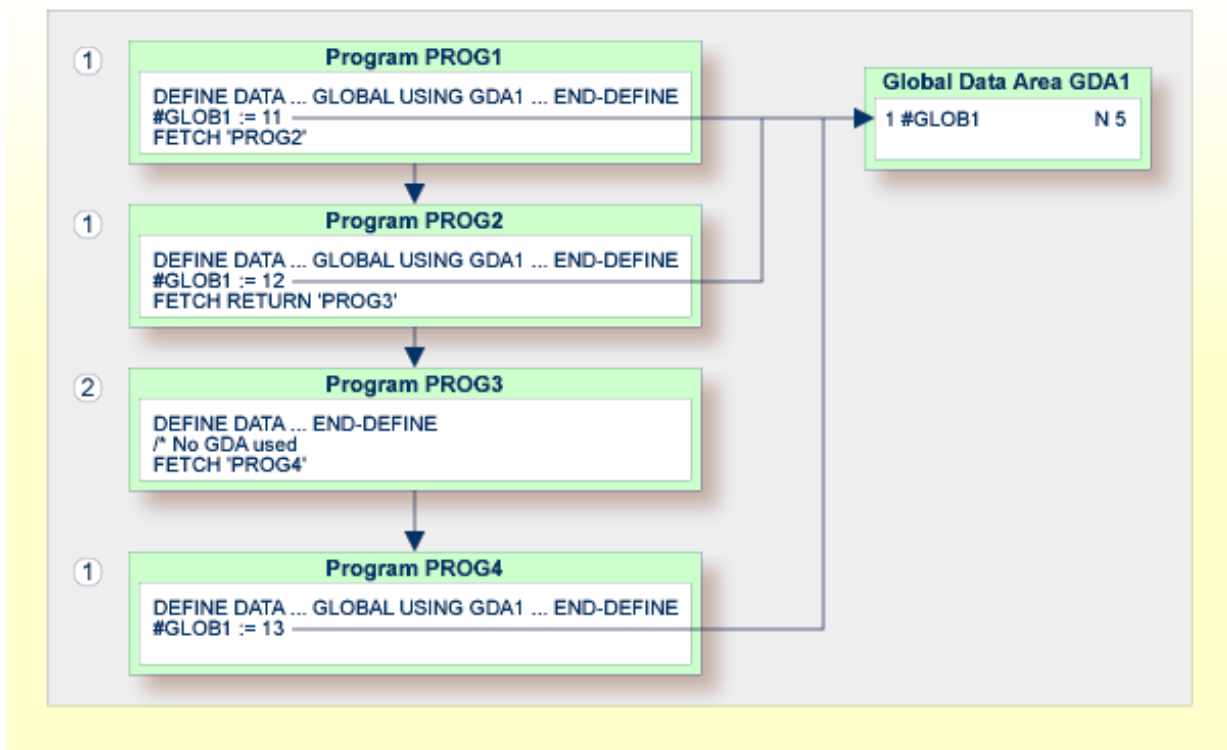 1
Program PROG1
DEFINE DATA ... GLOBAL USING GDA1 ... END-DEFINE
#GLOB1 := 11
FETCH 'PROG2'
Global Data Area GDA1
1 #GLOB1 N 5
1
Program PROG2
DEFINE DATA ... GLOBAL USING GDA1 ... END-DEFINE
#GLOB1 := 12
FETCH RETURN 'PROG3'
2
Program PROG3
DEFINE DATA ... END-DEFINE
/* No GDA used
FETCH 'PROG4'
1
Program PROG4
DEFINE DATA ... GLOBAL USING GDA1 ... END-DEFINE
#GLOB1 := 13